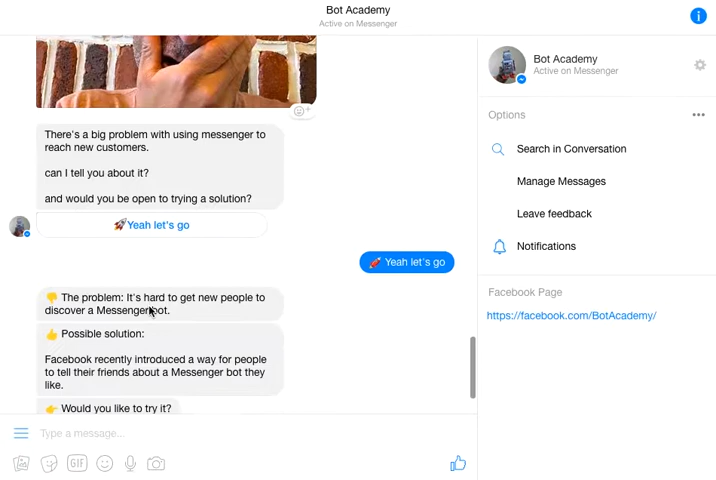 Bot Academy
Active on Messenger
There's a big problem with using messenger to
reach new customers.
can I tell you about it?
and would you be open to trying a solution?
🚀Yeah let's go
🚀 Yeah let's go
👎 The problem: It's hard to get new people to
discover a Messenger bot.
👍 Possible solution:
Facebook recently introduced a way for people
to tell their friends about a Messenger bot they
like.
👉 Would you like to try it?
Type a message...
GIF
Bot Academy
Active on Messenger
Options
Search in Conversation
Manage Messages
Leave feedback
Notifications
Facebook Page
https://facebook.com/BotAcademy/